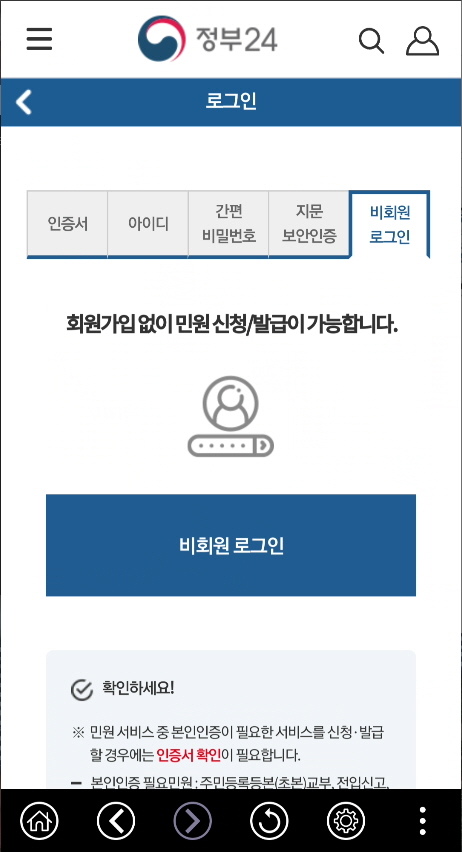 정부24
로그인
인증서
아이디
간편
비밀번호
지문
보안인증
비회원
로그인
회원가입 없이 민원 신청/발급이 가능합니다.
비회원 로그인
확인하세요!
※ 민원 서비스 중 본인인증이 필요한 서비스를 신청·발급
할 경우에는 인증서 확인이 필요합니다.
– 본인인증 필요민원 : 주민등록등본(초본)교부, 전입신고,